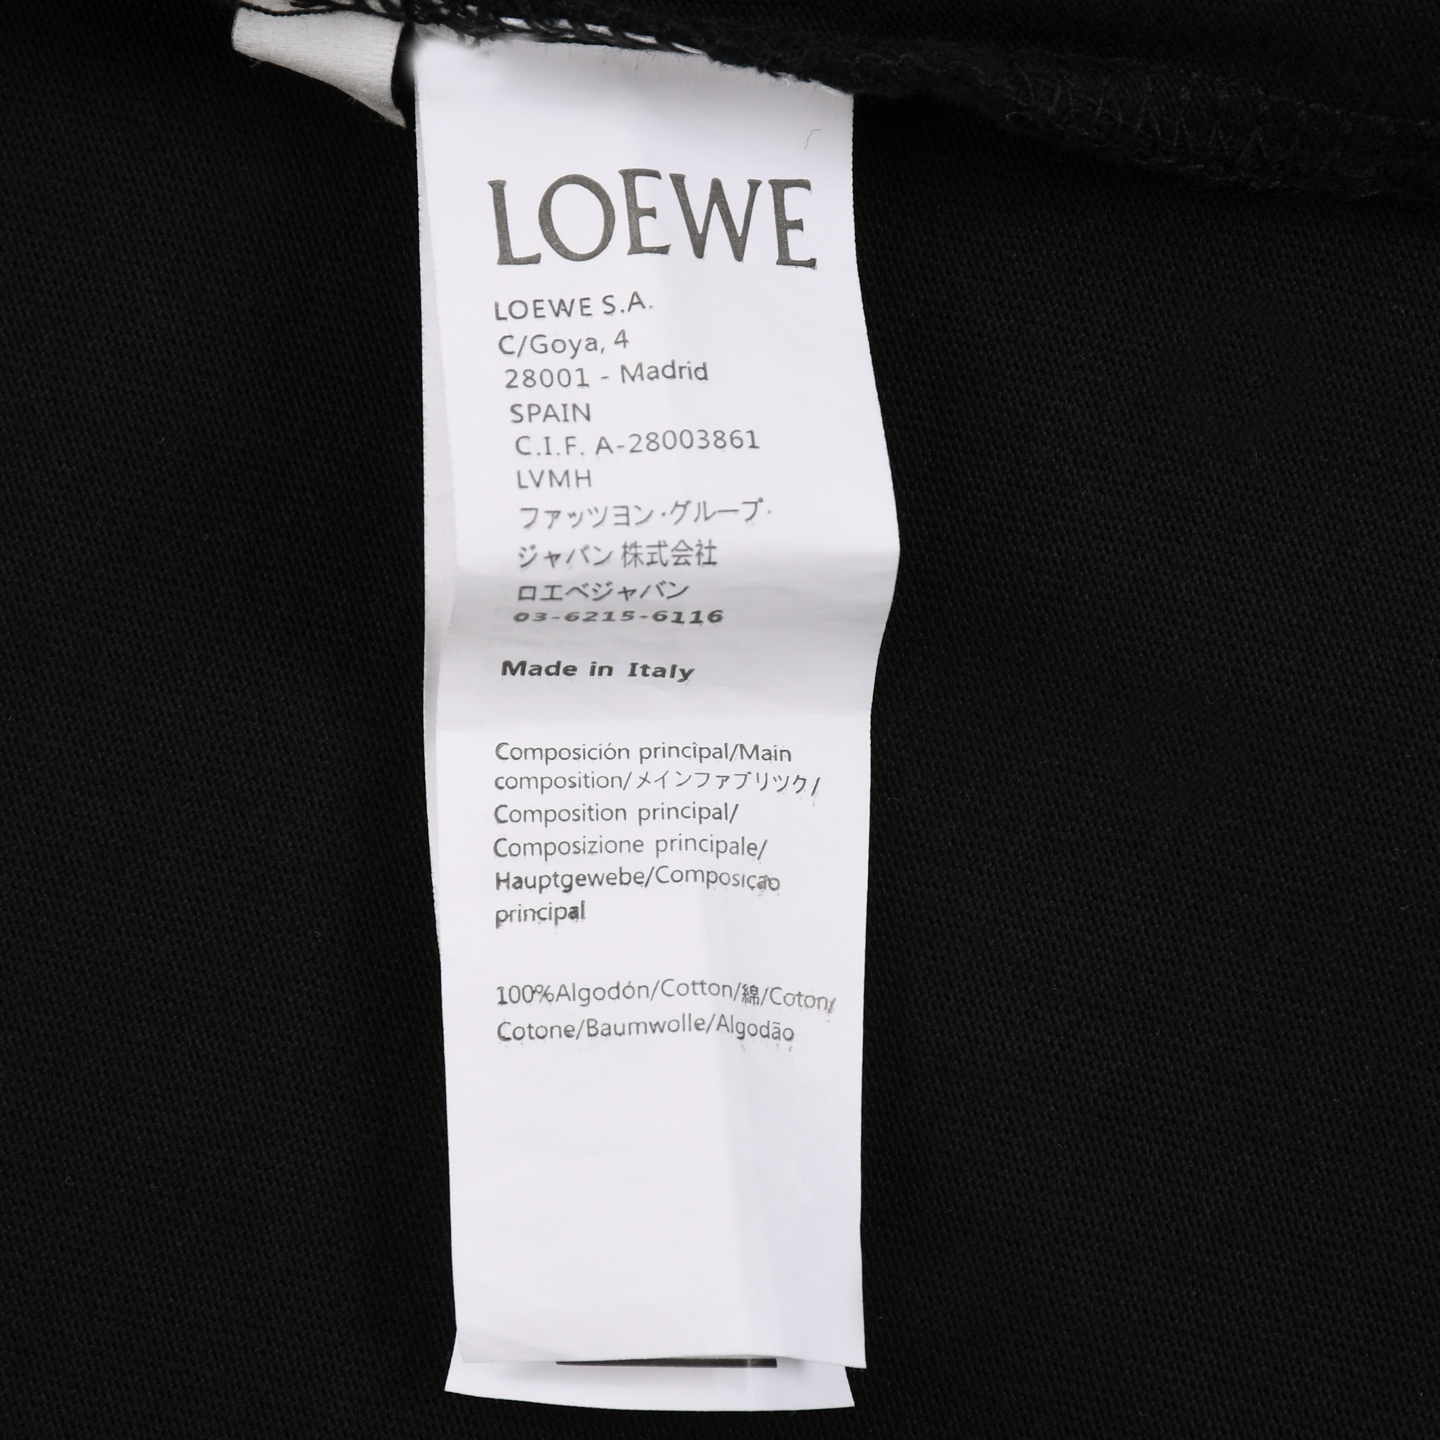 LOEWE
LOEWE S.A.
C/Goya, 4
28001 - Madrid
SPAIN
C.I.F. A-28003861
LVMH
ファッツヨン·グループ·
ジャパン 株式会社
ロエベジャパン
03-6215-6116
Made in Italy
Composición principal/Main
composition/メインファブリツク/
Composition principal/
Composizione principale/
Hauptgewebe/Composição
principal
100%Algodón/Cotton/綿/Coton/
Cotone/Baumwolle/Algodão